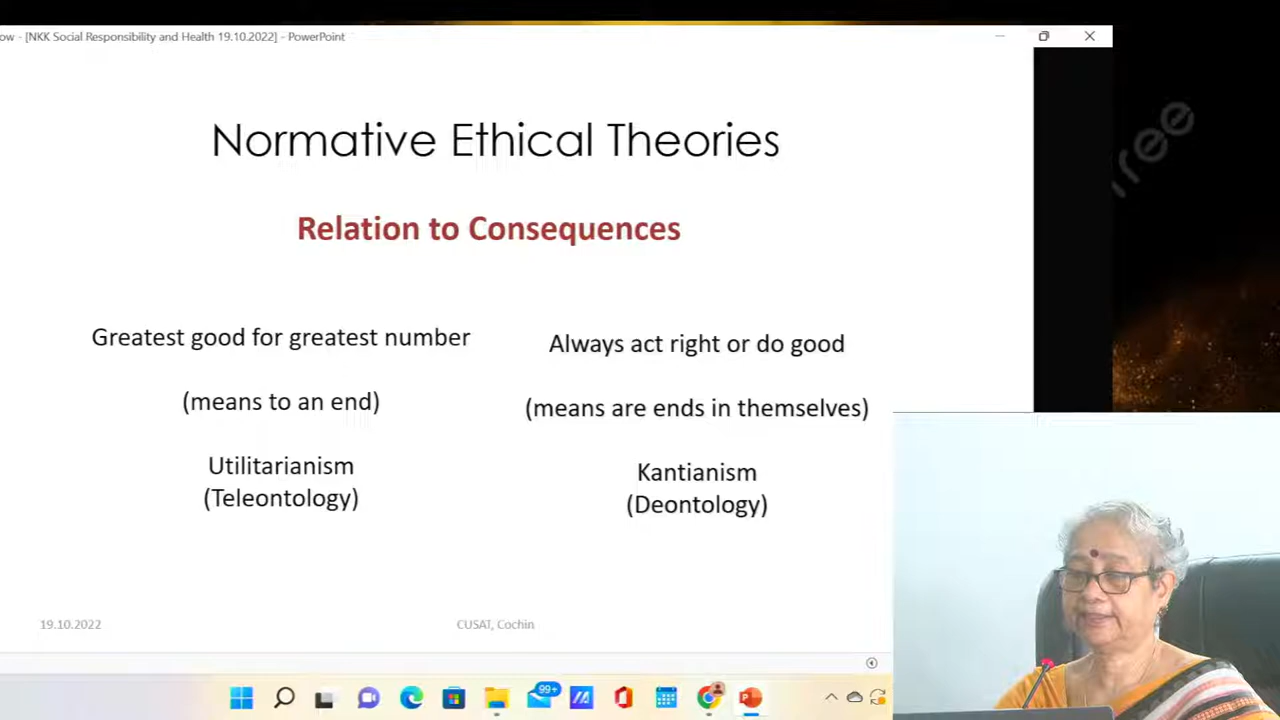 ow - [NKK Social Responsibility and Health 19.10.2022] - PowerPoint
ree
Normative Ethical Theories
Relation to Consequences
Greatest good for greatest number
(means to an end)
Utilitarianism
(Teleontology)
Always act right or do good
(means are ends in themselves)
Kantianism
(Deontology)
19.10.2022
CUSAT, Cochin
99+